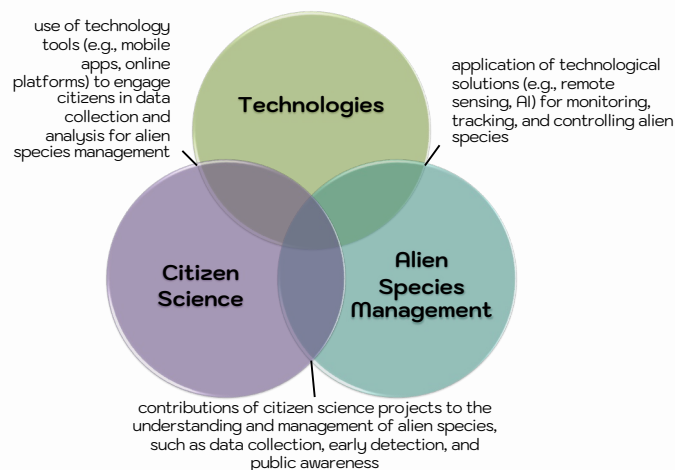 use of technology
tools (e.g., mobile
apps, online
platforms) to engage
citizens in data
collection and
analysis for alien
species management
Technologies
application of technological
solutions (e.g., remote
sensing, AI) for monitoring,
tracking, and controlling alien
species
Citizen
Science
Alien
Species
Management
contributions of citizen science projects to the
understanding and management of alien species,
such as data collection, early detection, and
public awareness